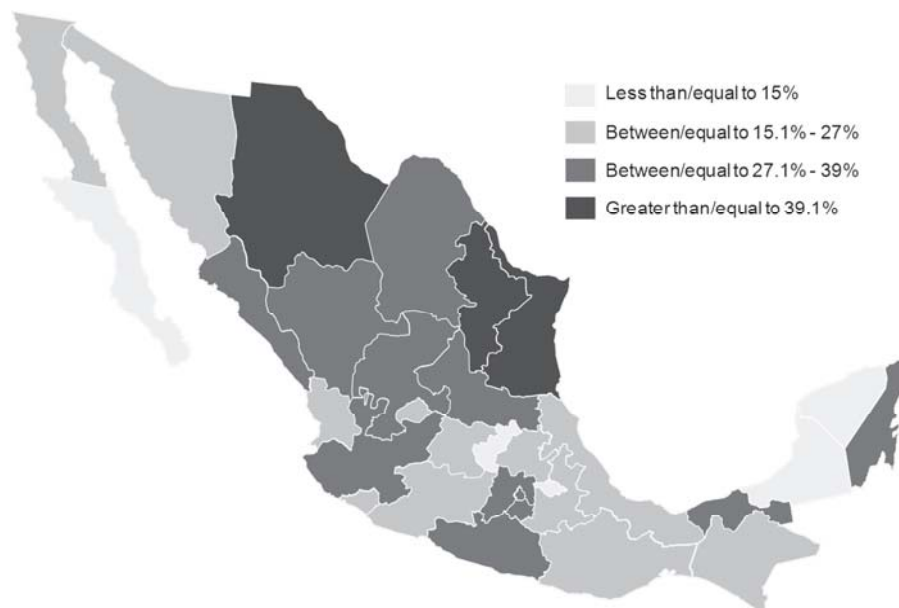 Less than/equal to 15%
Between/equal to 15.1% - 27%
Between/equal to 27.1% - 39%
Greater than/equal to 39.1%